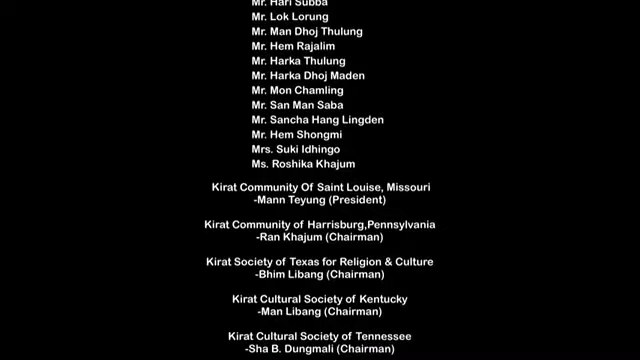 Mr. Hari Subba
Mr. Lok Lorung
Mr. Man Dhoj Thulung
Mr. Hem Rajalim
Mr. Harka Thulung
Mr. Harka Dhoj Maden
Mr. Mon Chamling
Mr. San Man Saba
Mr. Sancha Hang Lingden
Mr. Hem Shongmi
Mrs. Suki Idhingo
Ms. Roshika Khajum
Kirat Community Of Saint Louise, Missouri
-Mann Teyung (President)
Kirat Community of Harrisburg,Pennsylvania
-Ran Khajum (Chairman)
Kirat Society of Texas for Religion & Culture
-Bhim Libang (Chairman)
Kirat Cultural Society of Kentucky
-Man Libang (Chairman)
Kirat Cultural Society of Tennessee
-Sha B. Dungmali (Chairman)